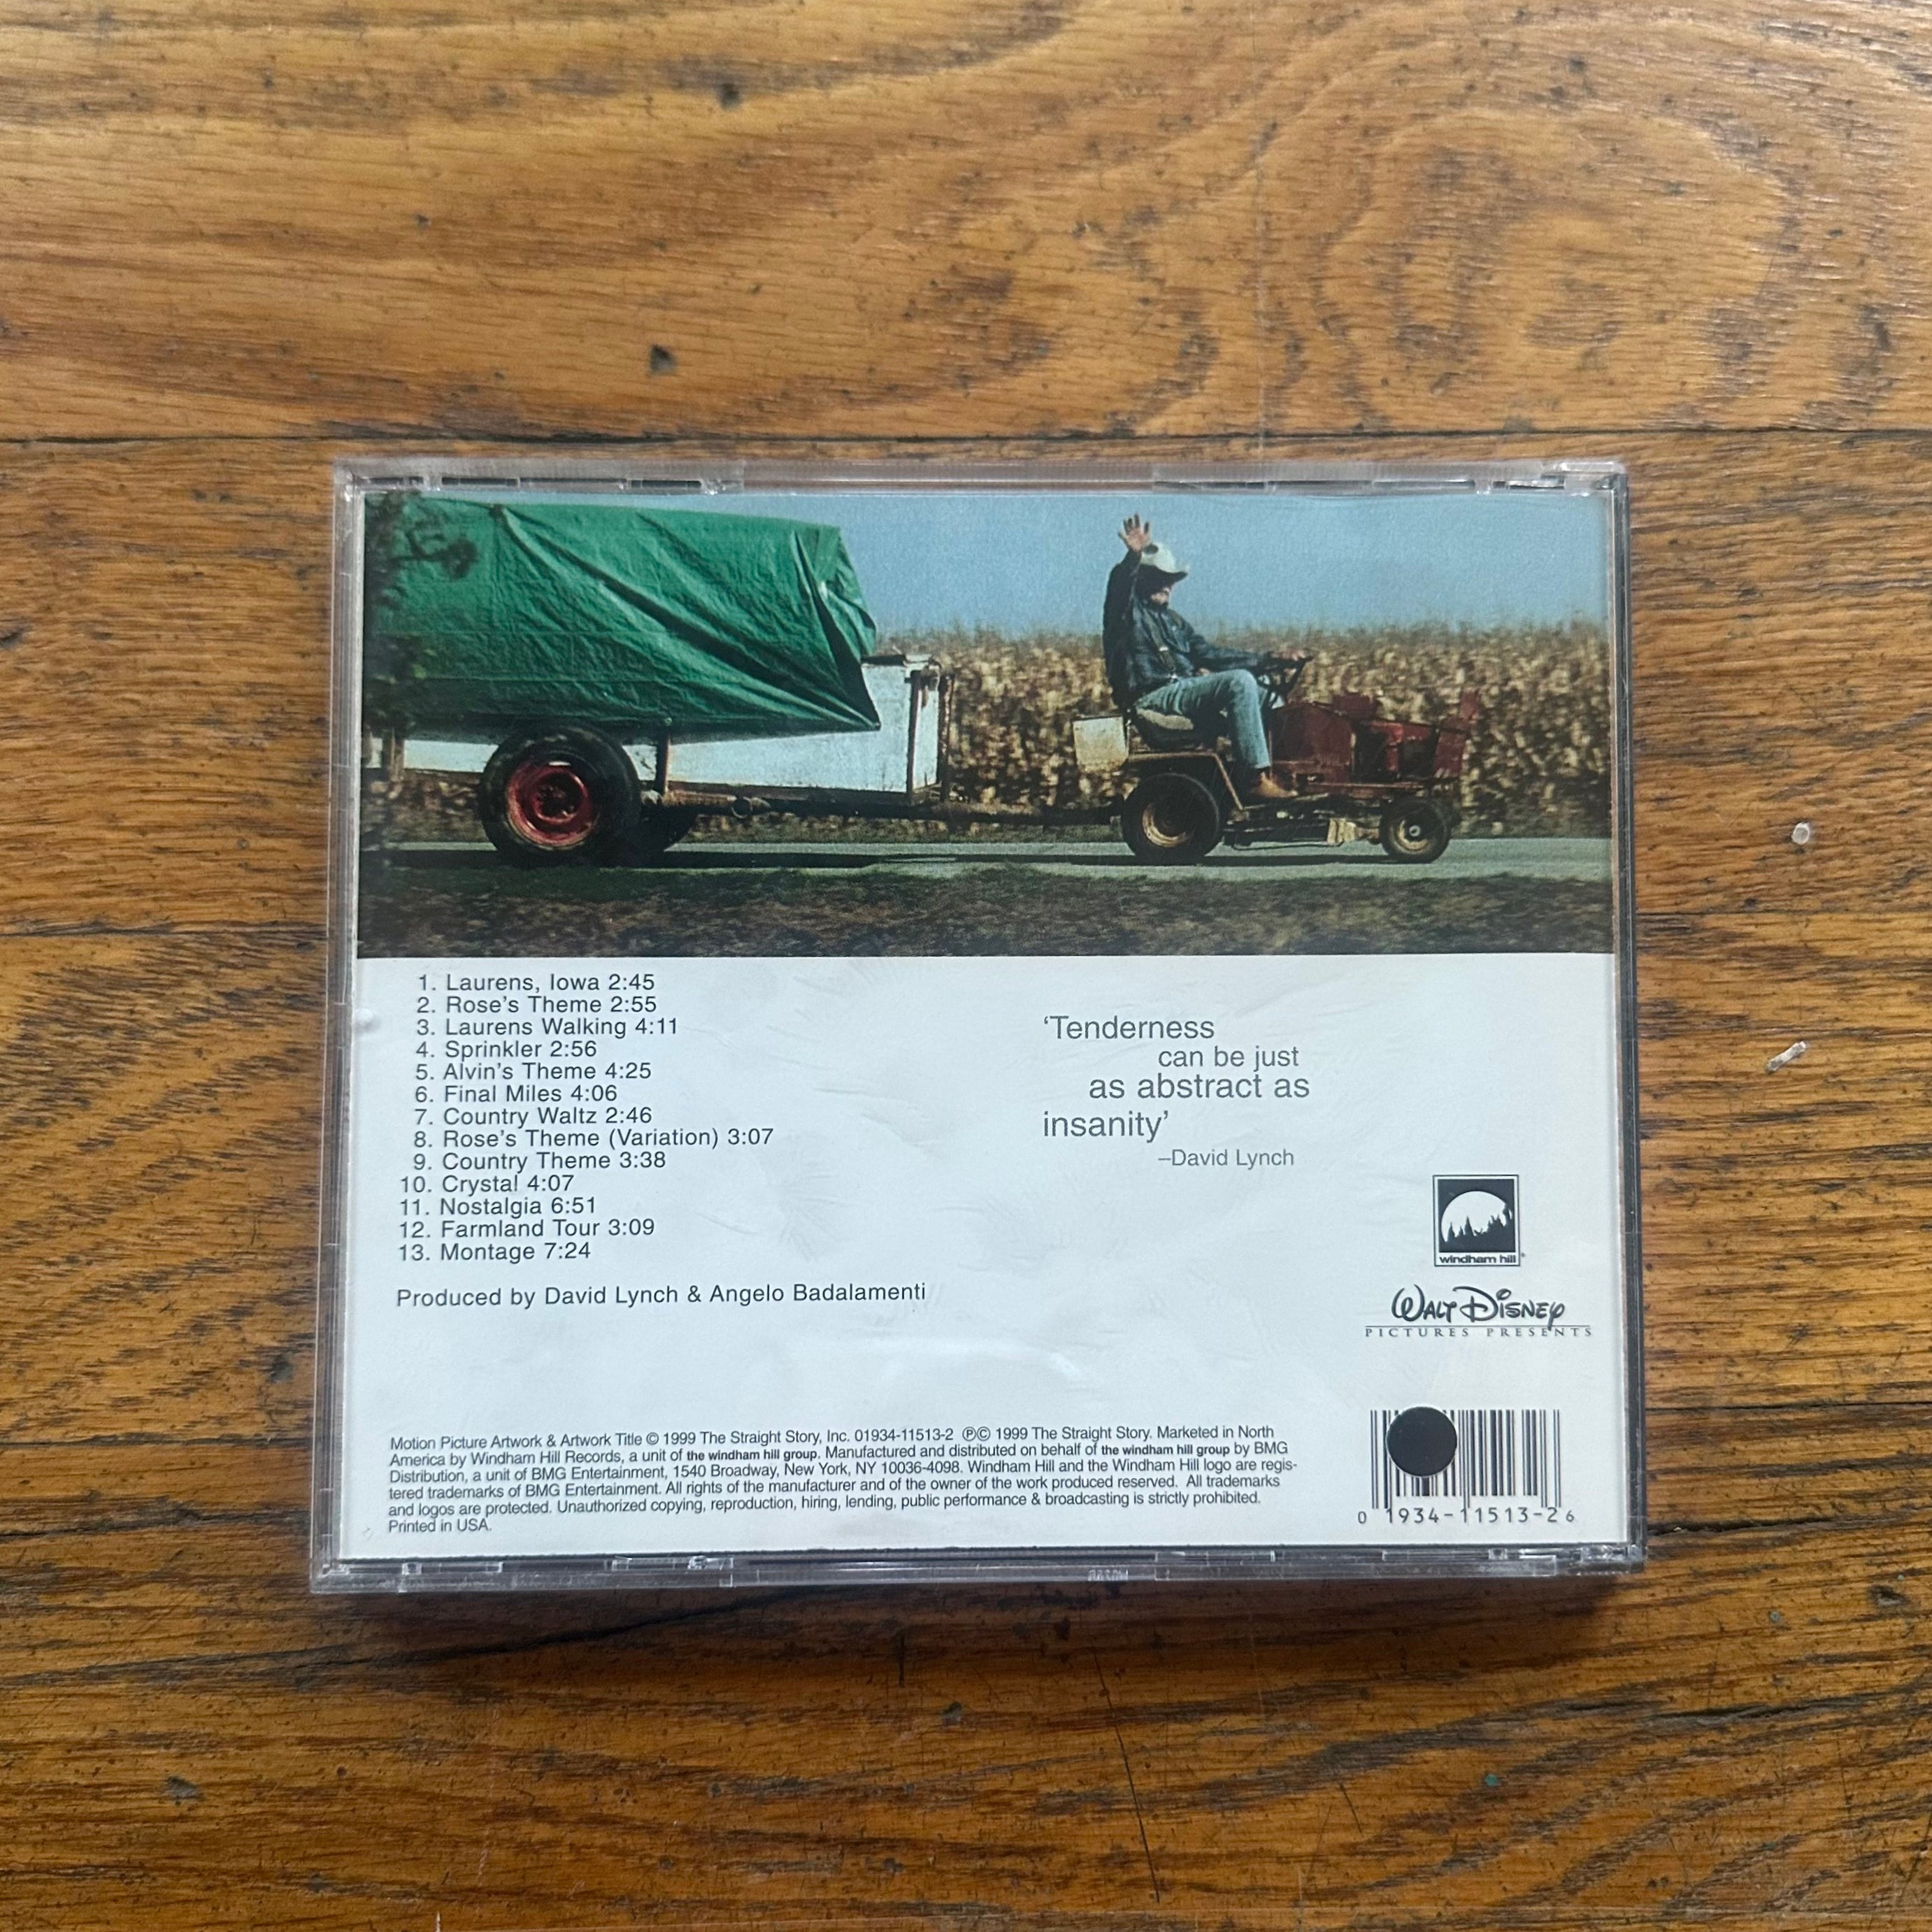 1. Laurens, Iowa 2:45
2. Rose's Theme 2:55
3. Laurens Walking 4:11
4. Sprinkler 2:56
5. Alvin's Theme 4:25
6. Final Miles 4:06
7. Country Waltz 2:46
8. Rose's Theme (Variation) 3:07
9. Country Theme 3:38
10. Crystal 4:07
11. Nostalgia 6:51
12. Farmland Tour 3:09
13. Montage 7:24
Produced by David Lynch & Angelo Badalamenti
‘Tenderness
can be just
as abstract as
insanity’
–David Lynch
windham hill®
WALT DISNEY
PICTURES PRESENTS
Motion Picture Artwork & Artwork Title © 1999 The Straight Story, Inc. 01934-11513-2 ℗© 1999 The Straight Story. Marketed in North
America by Windham Hill Records, a unit of the windham hill group. Manufactured and distributed on behalf of the windham hill group by BMG
Distribution, a unit of BMG Entertainment, 1540 Broadway, New York, NY 10036-4098. Windham Hill and the Windham Hill logo are regis-
tered trademarks of BMG Entertainment. All rights of the manufacturer and of the owner of the work produced reserved. All trademarks
and logos are protected. Unauthorized copying, reproduction, hiring, lending, public performance & broadcasting is strictly prohibited.
Printed in USA.
0 1934-11513-2 6